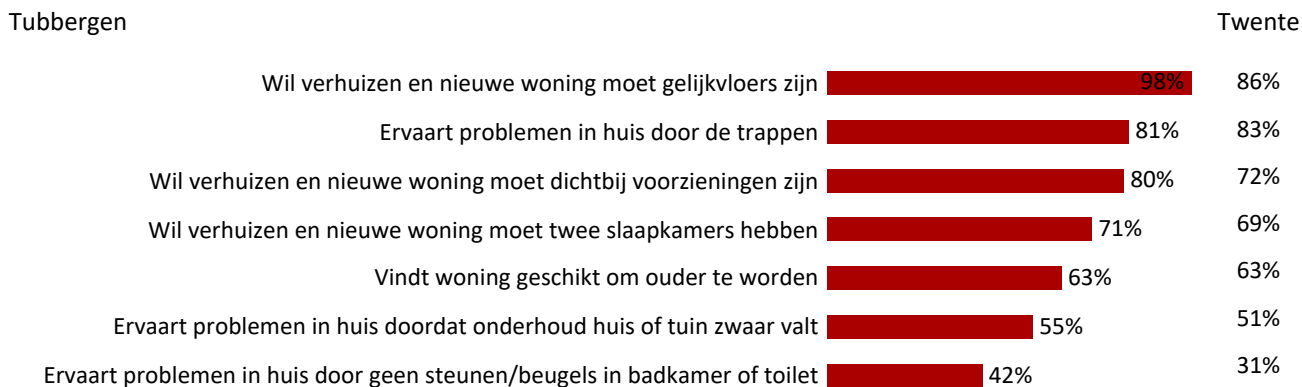 Tubbergen Twente
Wil verhuizen en nieuwe woning moet gelijkvloers zijn 98% 86%
Ervaart problemen in huis door de trappen 81% 83%
Wil verhuizen en nieuwe woning moet dichtbij voorzieningen zijn 80% 72%
Wil verhuizen en nieuwe woning moet twee slaapkamers hebben 71% 69%
Vindt woning geschikt om ouder te worden 63% 63%
Ervaart problemen in huis doordat onderhoud huis of tuin zwaar valt 55% 51%
Ervaart problemen in huis door geen steunen/beugels in badkamer of toilet 42% 31%